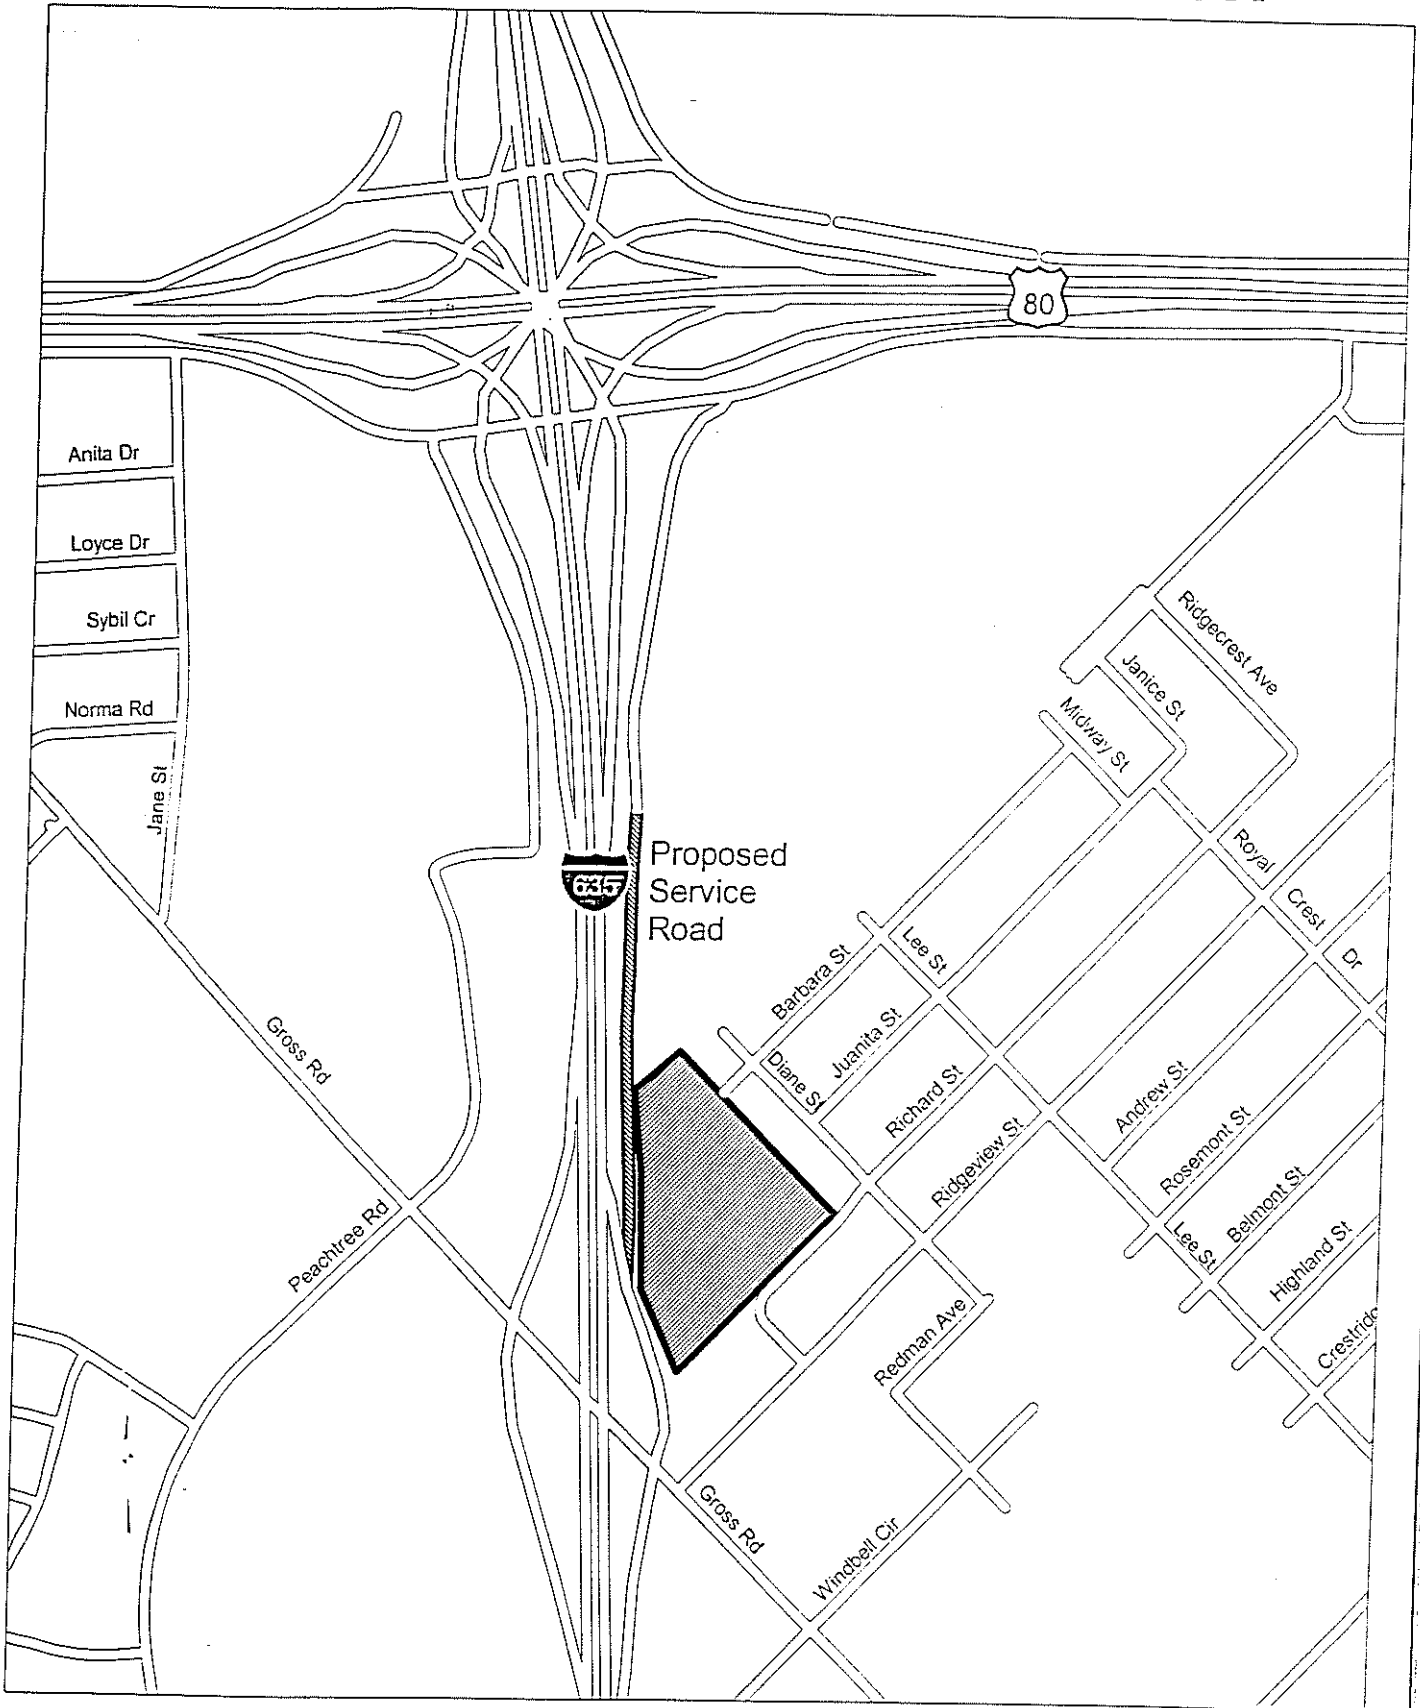 80
Anita Dr
Loyce Dr
Sybil Cr
Norma Rd
Jane St
Ridgecrest Ave
Janice St
Midway St
635
Proposed
Service
Road
Royal
Crest
Dr
Lee St
Barbara St
Juanita St
Diane St
Richard St
Ridgeview St
Andrew St
Rosemont St
Belmont St
Lee St
Highland St
Gross Rd
Peachtree Rd
Redman Ave
Gross Rd
Windbell Cir